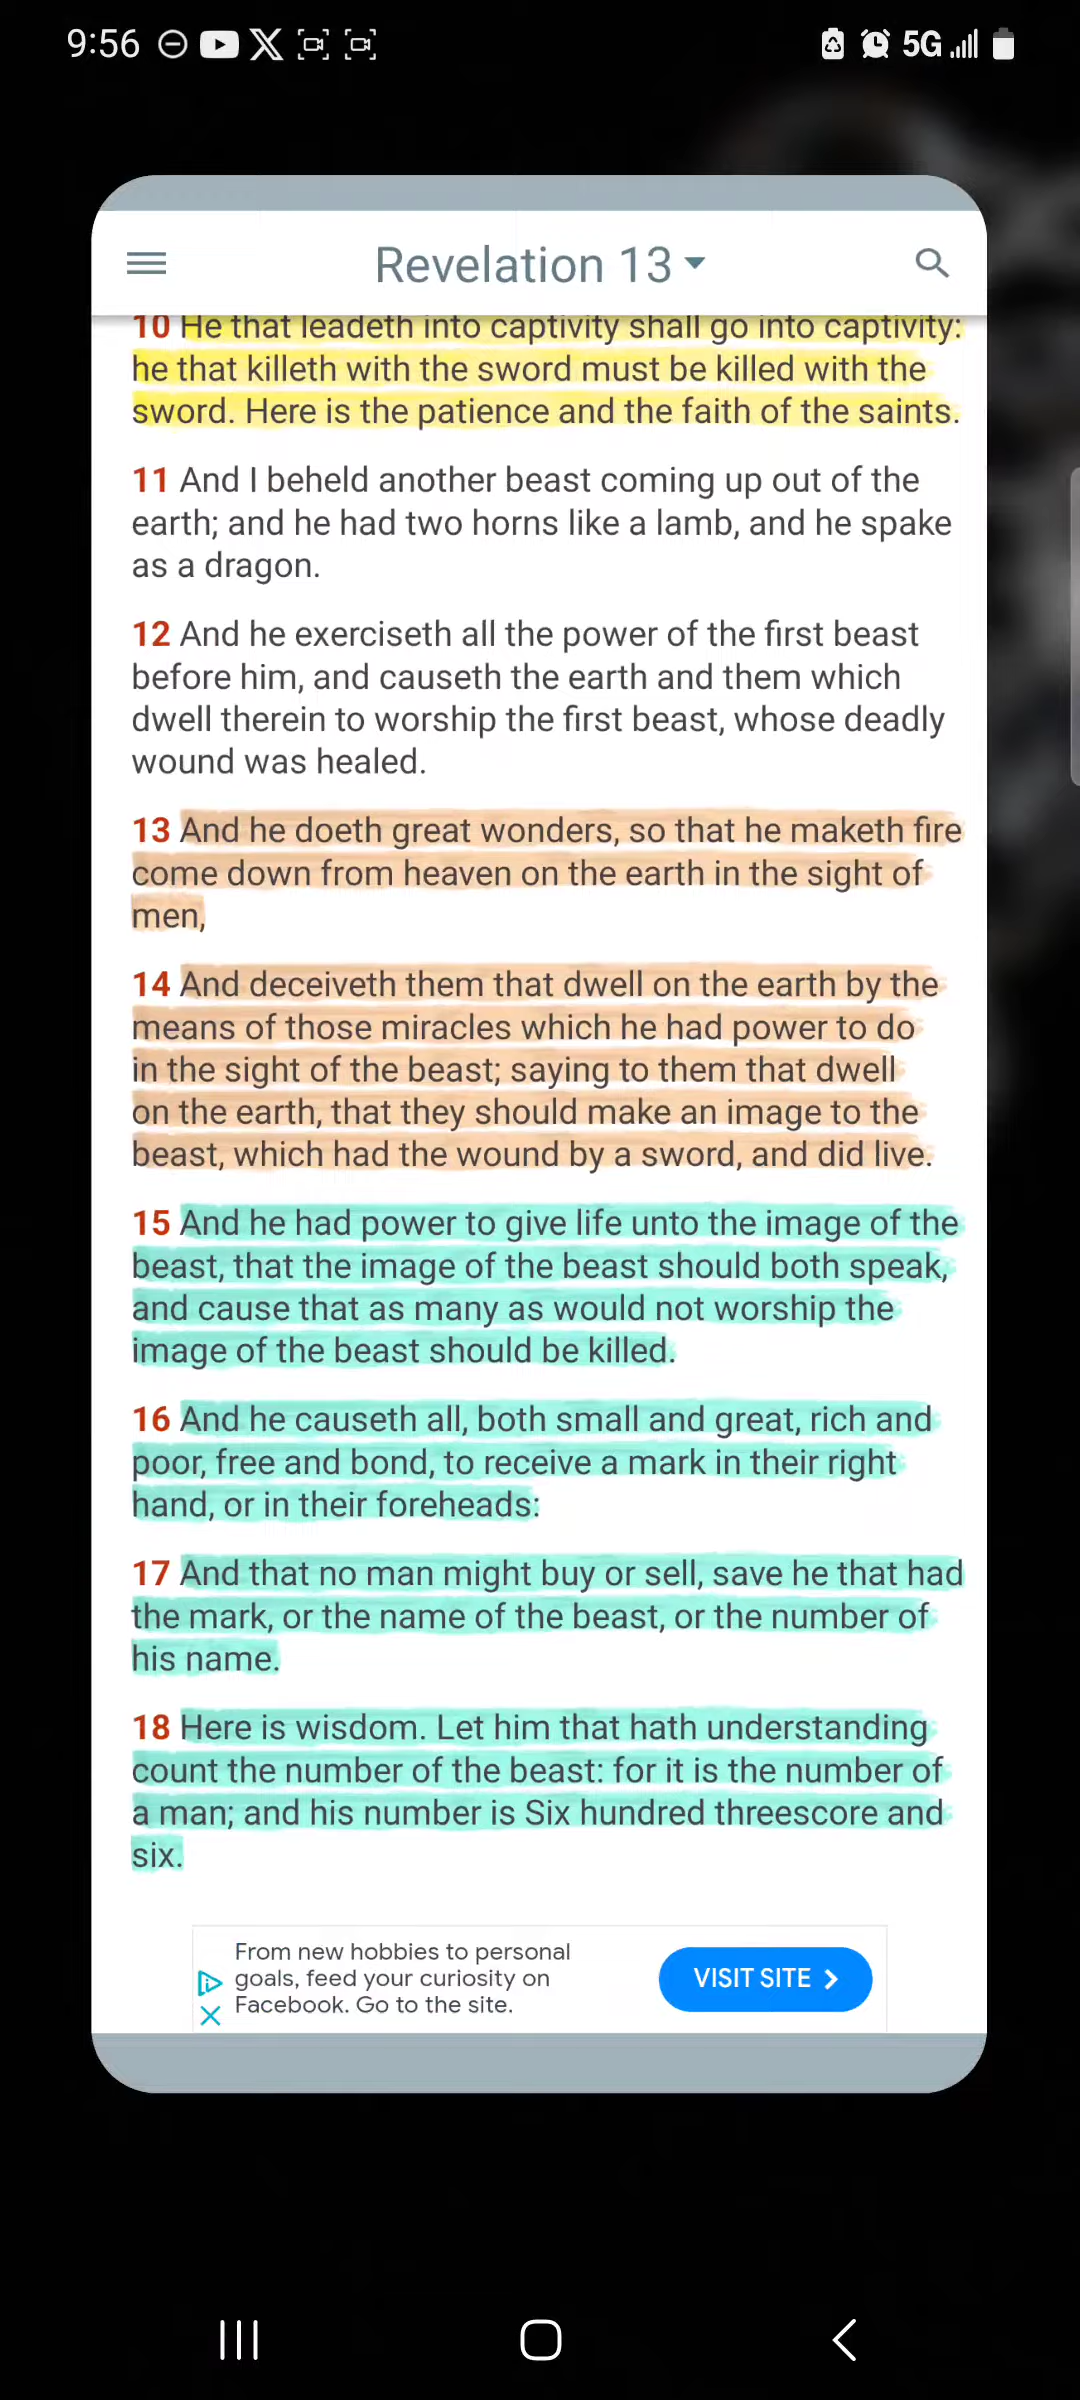 9:56 5G
Revelation 13
10 He that leadeth into captivity shall go into captivity:
he that killeth with the sword must be killed with the
sword. Here is the patience and the faith of the saints.
11 And I beheld another beast coming up out of the
earth; and he had two horns like a lamb, and he spake
as a dragon.
12 And he exerciseth all the power of the first beast
before him, and causeth the earth and them which
dwell therein to worship the first beast, whose deadly
wound was healed.
13 And he doeth great wonders, so that he maketh fire
come down from heaven on the earth in the sight of
men,
14 And deceiveth them that dwell on the earth by the
means of those miracles which he had power to do
in the sight of the beast; saying to them that dwell
on the earth, that they should make an image to the
beast, which had the wound by a sword, and did live.
15 And he had power to give life unto the image of the
beast, that the image of the beast should both speak,
and cause that as many as would not worship the
image of the beast should be killed.
16 And he causeth all, both small and great, rich and
poor, free and bond, to receive a mark in their right
hand, or in their foreheads:
17 And that no man might buy or sell, save he that had
the mark, or the name of the beast, or the number of
his name.
18 Here is wisdom. Let him that hath understanding
count the number of the beast: for it is the number of
a man; and his number is Six hundred threescore and
six.
From new hobbies to personal
goals, feed your curiosity on
Facebook. Go to the site.
VISIT SITE